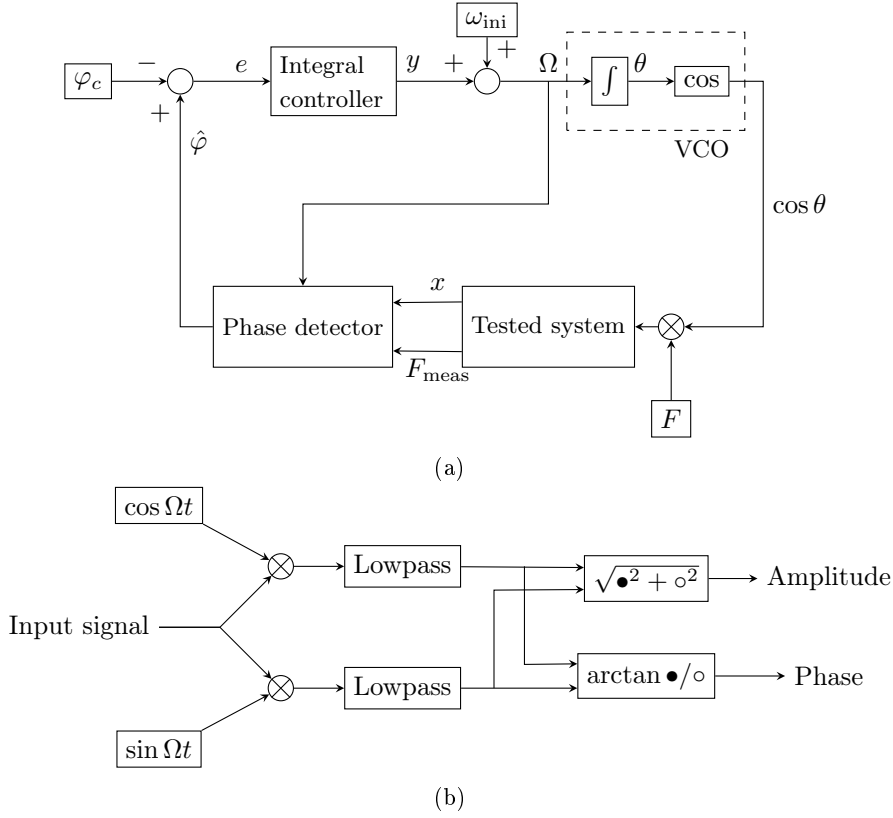 ω_ini
φ_c
−
+
e
Integral
controller
y
+
+
Ω
∫
θ
cos
VCO
φ̂
cos θ
Phase detector
x
F_meas
Tested system
F
(a)
cos Ωt
Lowpass
√●² + ○²
Amplitude
Input signal
Lowpass
arctan ●/○
Phase
sin Ωt
(b)